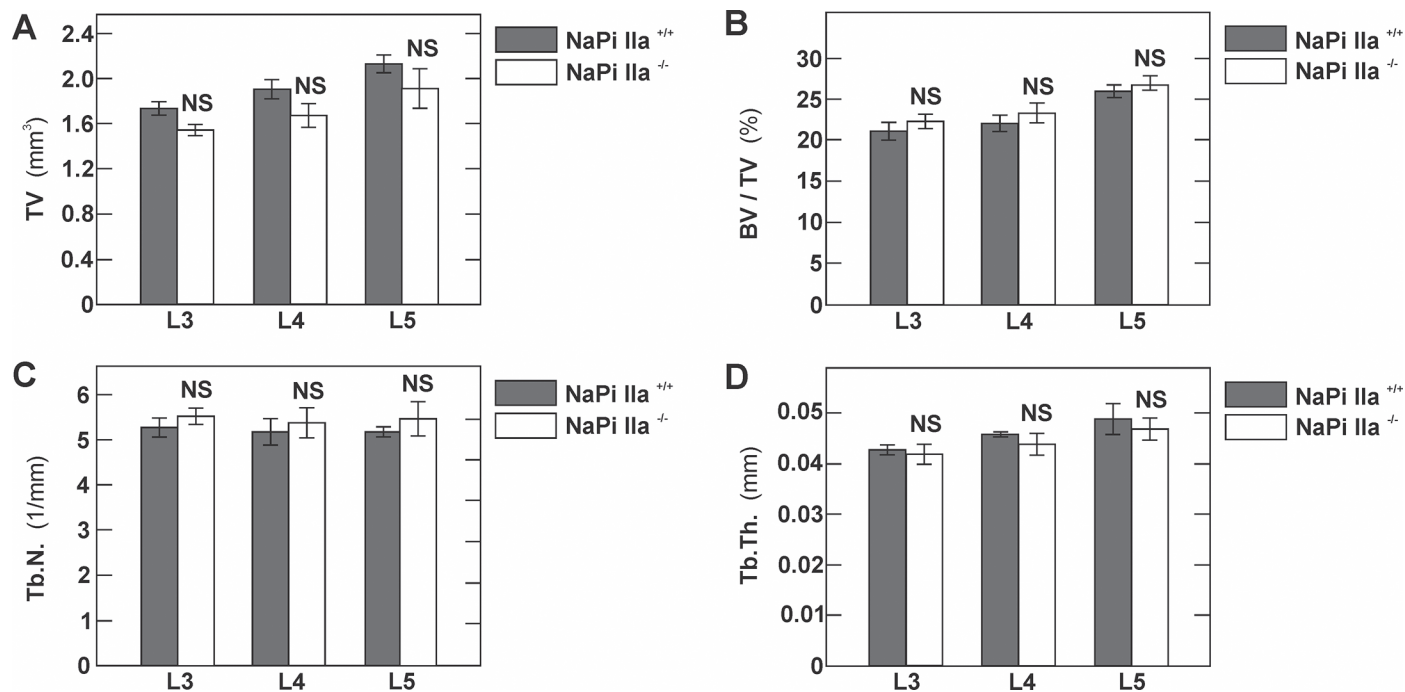 A
TV (mm³)
2.4
2.0
1.6
1.2
0.8
0.4
0
NS
NS
NS
L3
L4
L5
NaPi IIa +/+
NaPi IIa -/-
B
BV / TV (%)
30
25
20
15
10
5
0
NS
NS
NS
L3
L4
L5
NaPi IIa +/+
NaPi IIa -/-
C
Tb.N. (1/mm)
6
5
4
3
2
1
0
NS
NS
NS
L3
L4
L5
NaPi IIa +/+
NaPi IIa -/-
D
Tb.Th. (mm)
0.05
0.04
0.03
0.02
0.01
0
NS
NS
NS
L3
L4
L5
NaPi IIa +/+
NaPi IIa -/-